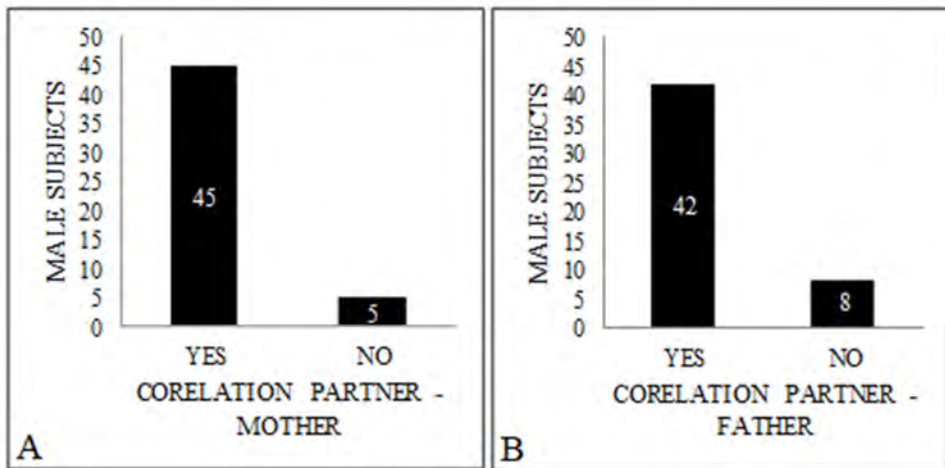 50
45
40
35
30
25
20
15
10
5
0
MALE SUBJECTS
45
5
YES NO
CORELATION PARTNER -
MOTHER
A
50
45
40
35
30
25
20
15
10
5
0
MALE SUBJECTS
42
8
YES NO
CORELATION PARTNER -
FATHER
B